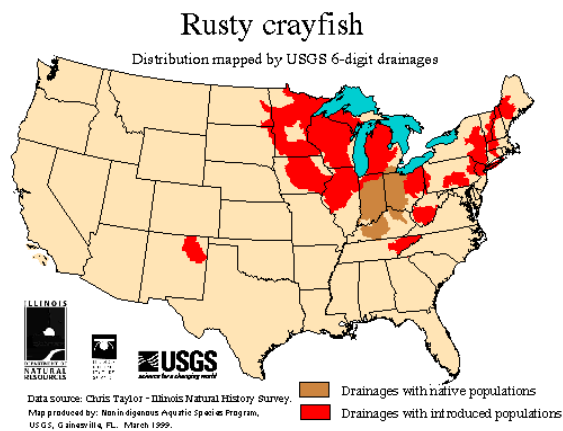 Rusty crayfish
Distribution mapped by USGS 6-digit drainages
ILLINOIS
DEPARTMENT OF
NATURAL
RESOURCES
USGS
science for a changing world
Data source: Chris Taylor - Illinois Natural History Survey.
Map produced by: Nonindigenous Aquatic Species Program,
USGS, Gainesville, FL. March 1999.
Drainages with native populations
Drainages with introduced populations